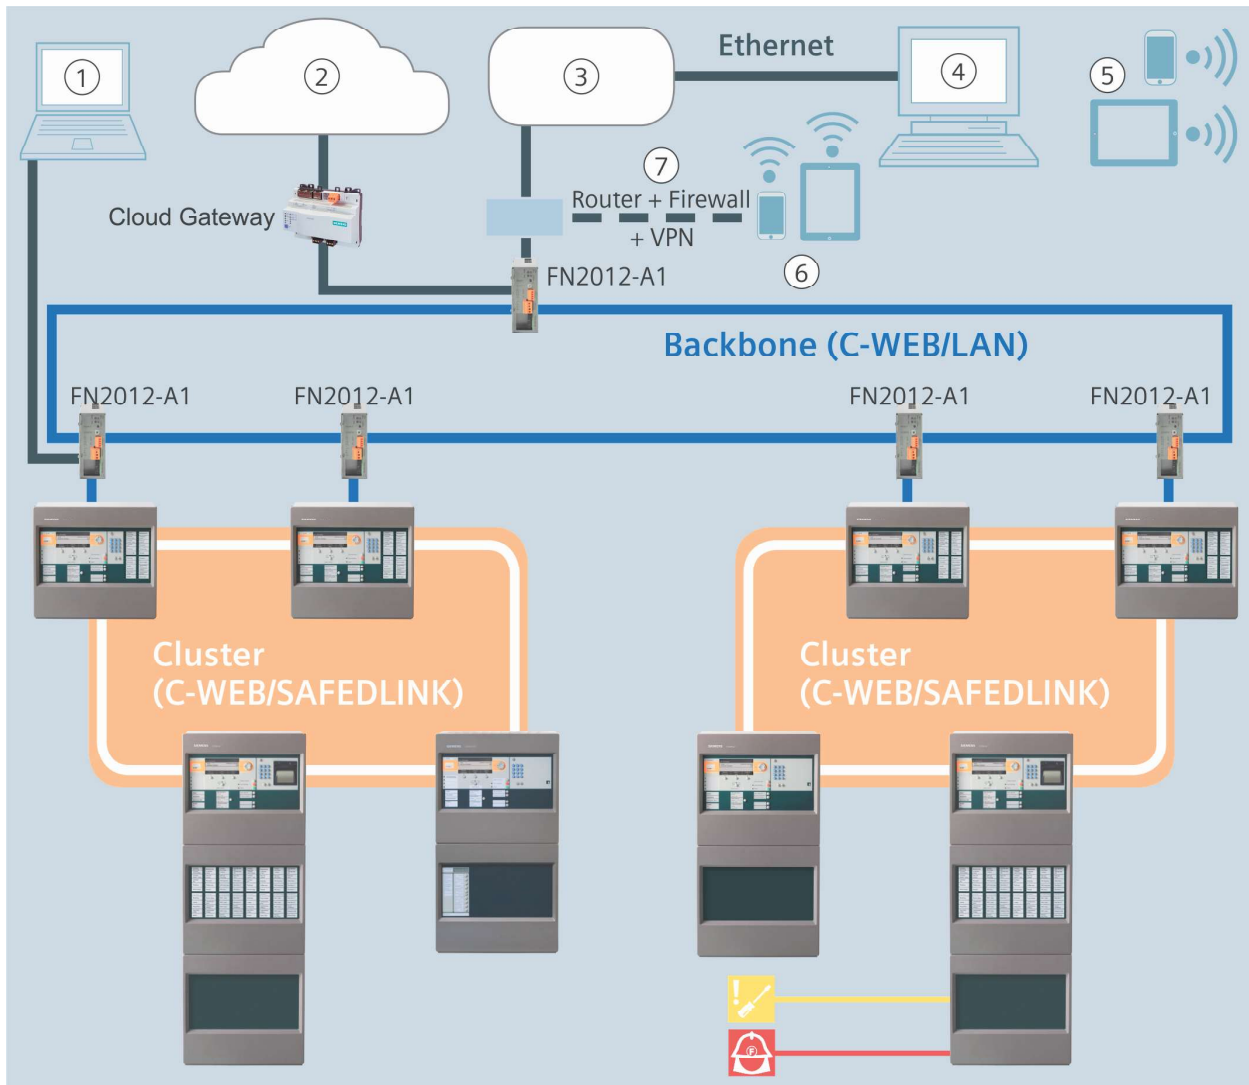 Ethernet
1
2
3
4
5
7
Router + Firewall
+ VPN
Cloud Gateway
6
FN2012-A1
Backbone (C-WEB/LAN)
FN2012-A1
FN2012-A1
FN2012-A1
FN2012-A1
Cluster
(C-WEB/SAFEDLINK)
Cluster
(C-WEB/SAFEDLINK)
F